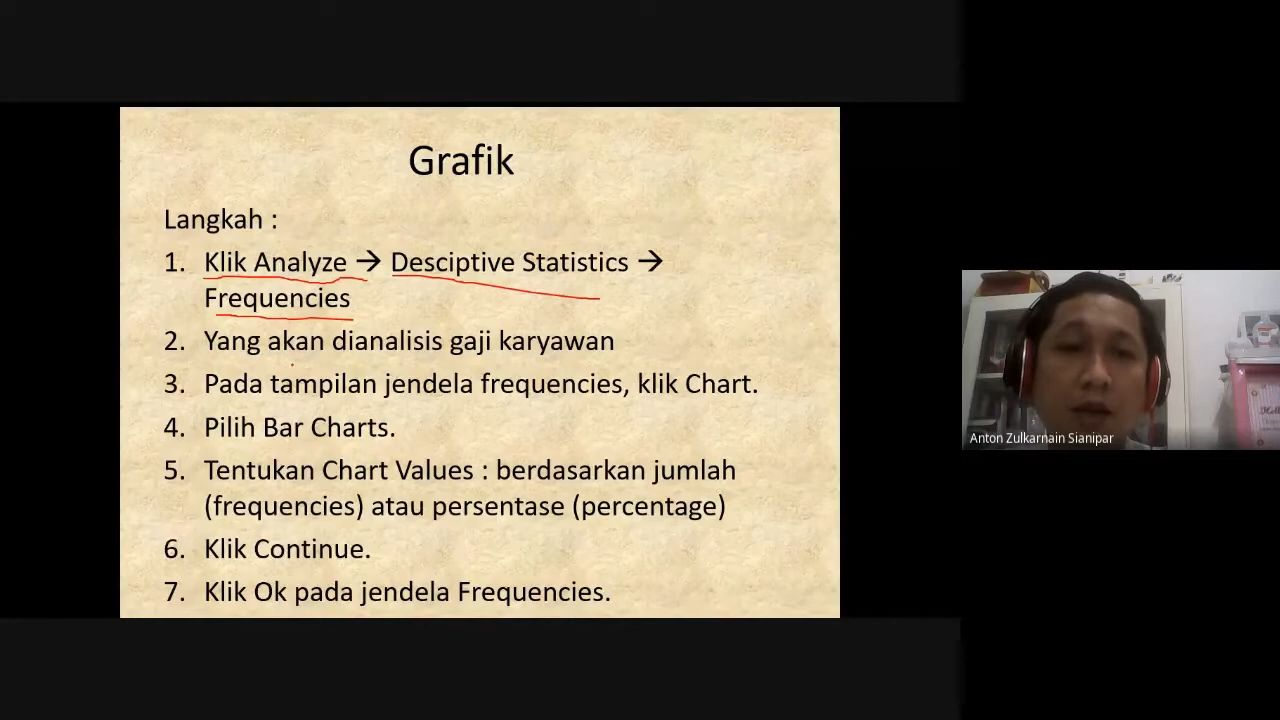 Grafik
Langkah :
1. Klik Analyze → Desciptive Statistics →
Frequencies
2. Yang akan dianalisis gaji karyawan
3. Pada tampilan jendela frequencies, klik Chart.
4. Pilih Bar Charts.
5. Tentukan Chart Values : berdasarkan jumlah
(frequencies) atau persentase (percentage)
6. Klik Continue.
7. Klik Ok pada jendela Frequencies.
Anton Zulkarnain Sianipar